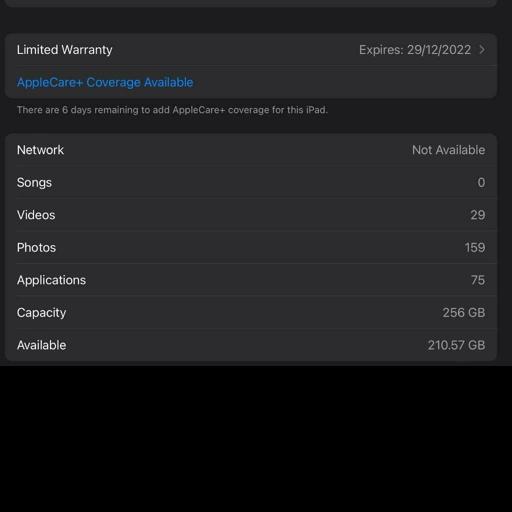 Limited Warranty Expires: 29/12/2022
AppleCare+ Coverage Available
There are 6 days remaining to add AppleCare+ coverage for this iPad.
Network Not Available
Songs 0
Videos 29
Photos 159
Applications 75
Capacity 256 GB
Available 210.57 GB